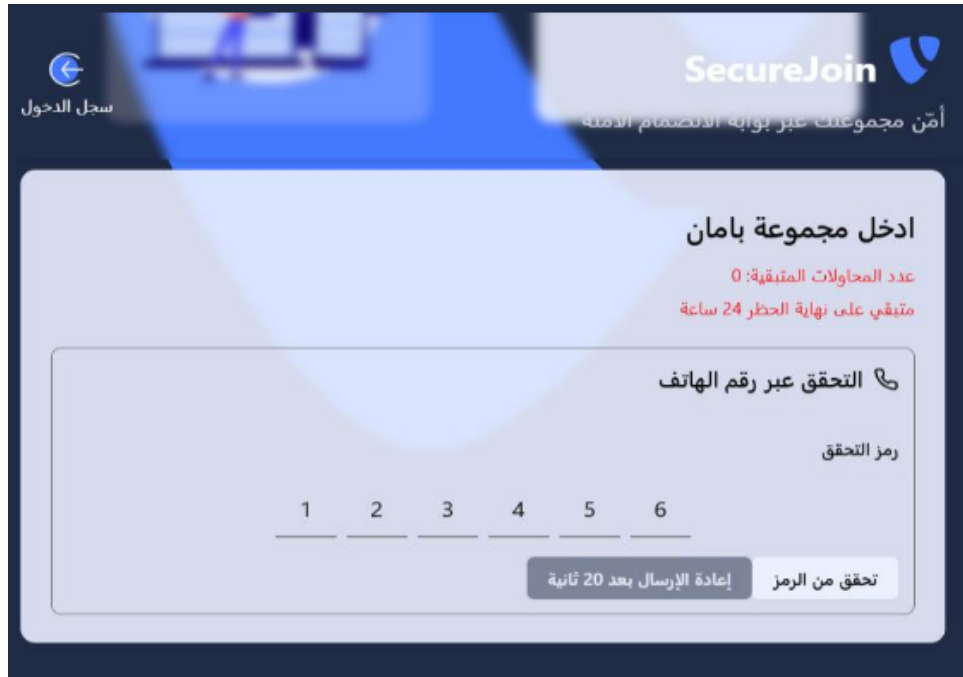 SecureJoin
سجل الدخول
أمّن مجموعتك عبر بوابة الانضمام الآمنة
ادخل مجموعة بامان
عدد المحاولات المتبقية: 0
متبقي على نهاية الحظر 24 ساعة
التحقق عبر رقم الهاتف
رمز التحقق
1 2 3 4 5 6
تحقق من الرمز إعادة الإرسال بعد 20 ثانية